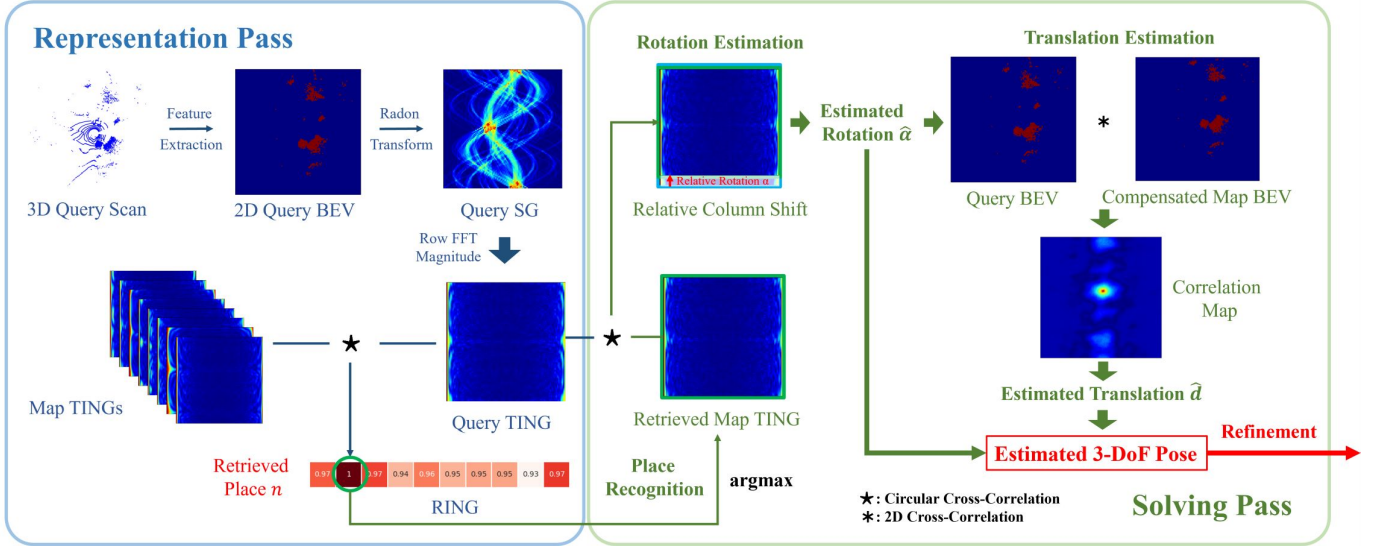 Representation Pass
Feature
Extraction
Radon
Transform
3D Query Scan
2D Query BEV
Query SG
Row FFT
Magnitude
Map TINGs
Query TING
Retrieved
Place n
0.97 1 0.97 0.94 0.96 0.95 0.95 0.95 0.93 0.97
RING
Rotation Estimation
Relative Rotation α
Relative Column Shift
Retrieved Map TING
Place
Recognition
argmax
Estimated
Rotation α̂
Translation Estimation
*
Query BEV
Compensated Map BEV
Correlation
Map
Estimated Translation d̂
Estimated 3-DoF Pose
Refinement
★: Circular Cross-Correlation
*: 2D Cross-Correlation
Solving Pass